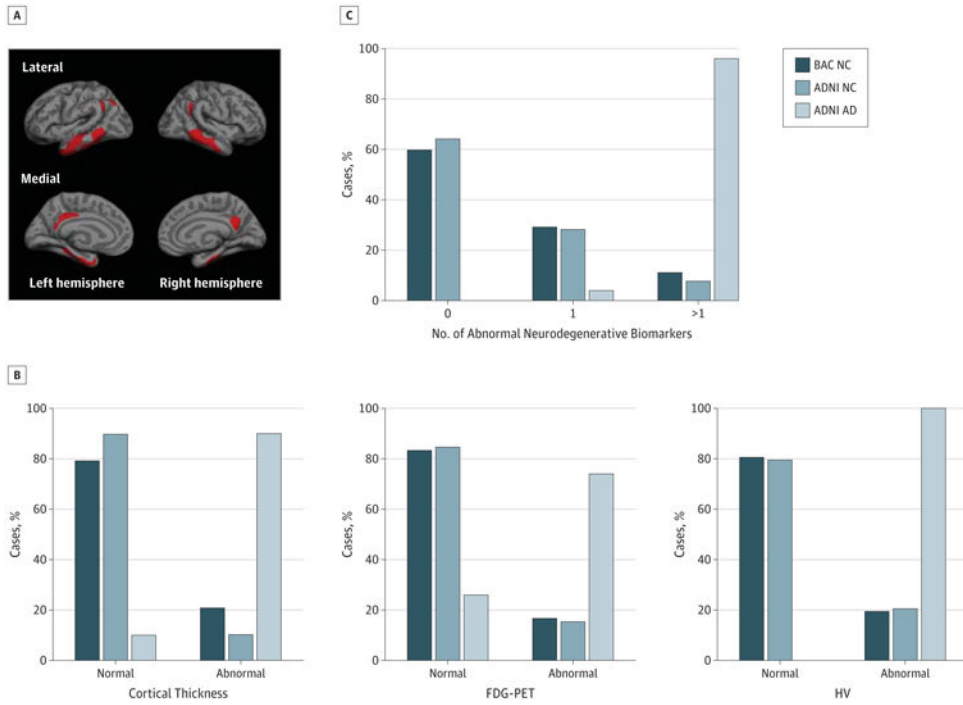 A
Lateral
Medial
Left hemisphere Right hemisphere
C
100
80
60
40
20
0
Cases, %
0 1 >1
No. of Abnormal Neurodegenerative Biomarkers
BAC NC
ADNI NC
ADNI AD
B
100
80
60
40
20
0
Cases, %
Normal Abnormal
Cortical Thickness
100
80
60
40
20
0
Cases, %
Normal Abnormal
FDG-PET
100
80
60
40
20
0
Cases, %
Normal Abnormal
HV